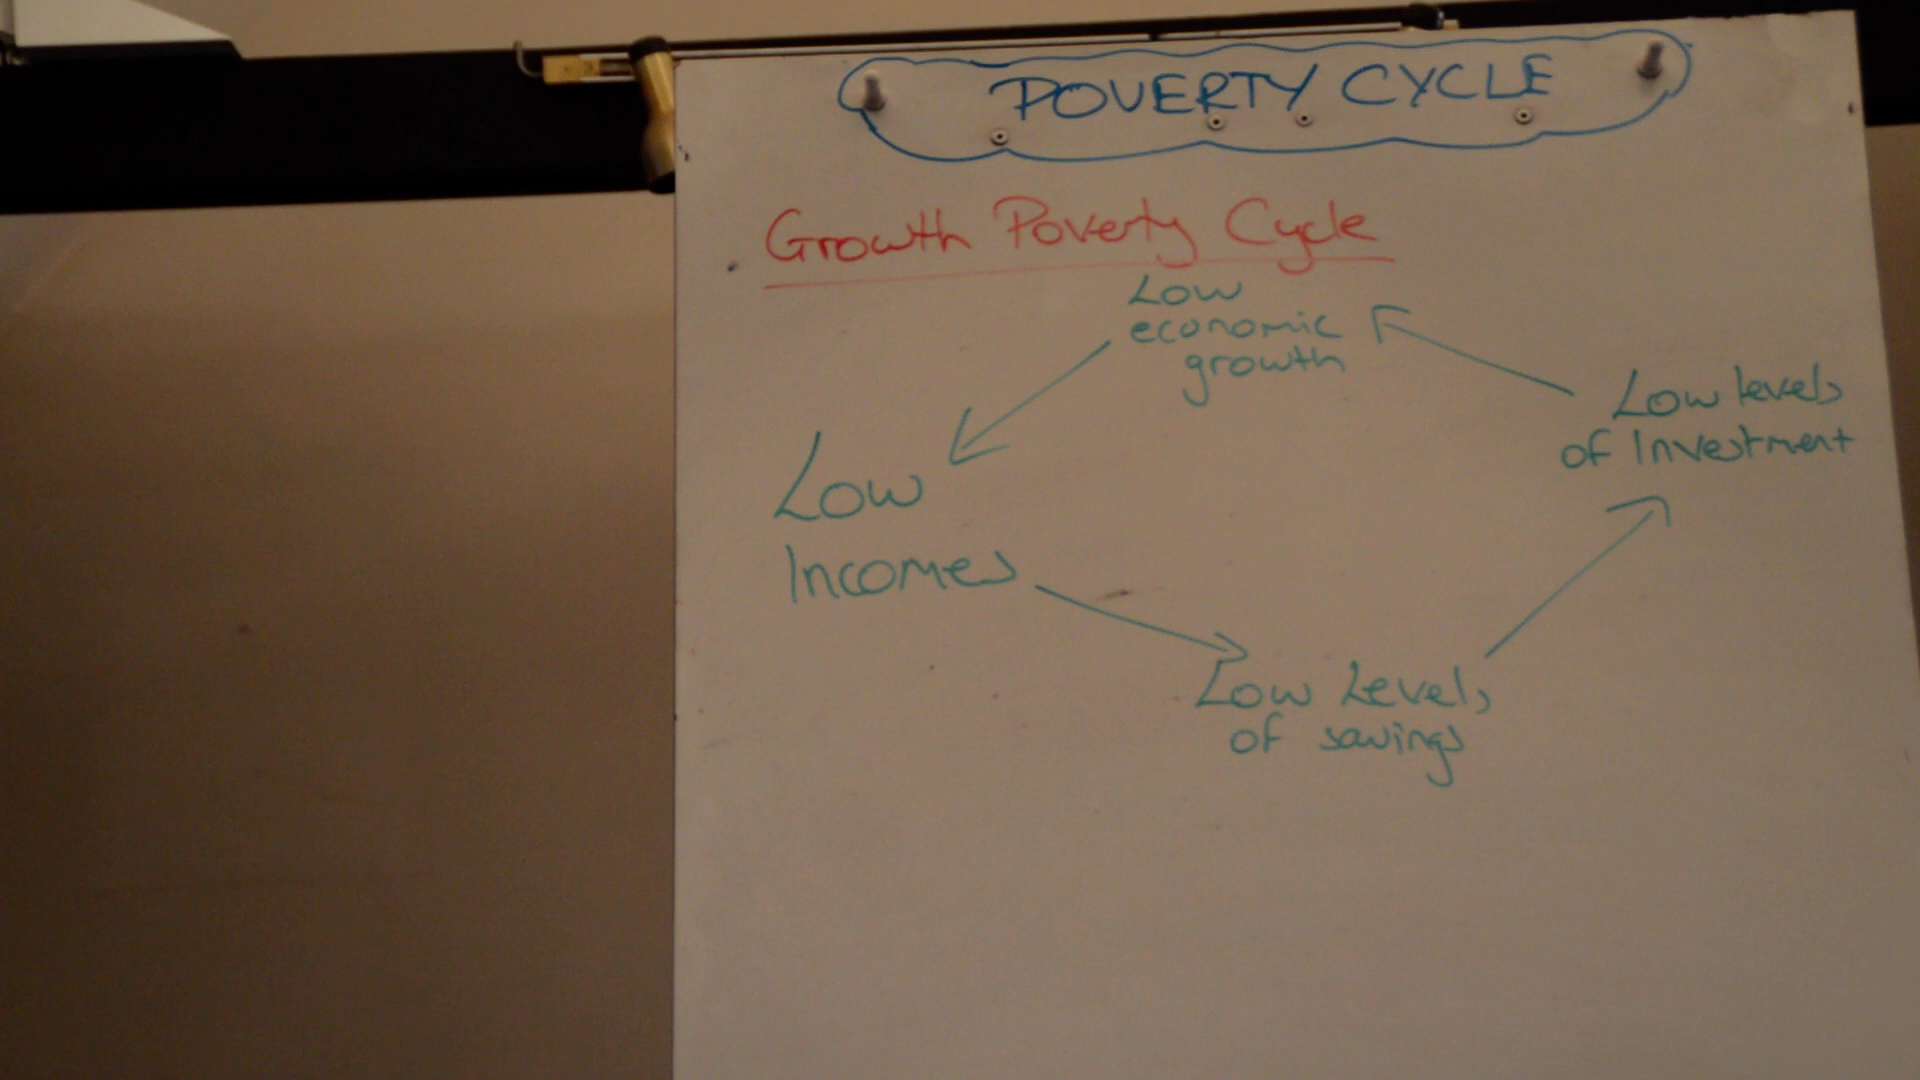 POVERTY CYCLE
Growth Poverty Cycle
Low
economic
growth
Low levels
of Investment
Low
Incomes
Low Levels
of savings